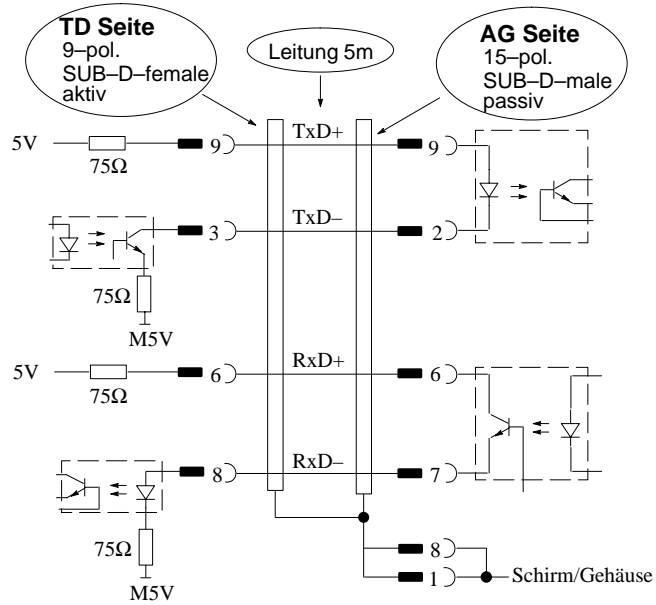 TD Seite
9–pol.
SUB–D–female
aktiv
Leitung 5m
AG Seite
15–pol.
SUB–D–male
passiv
5V
75Ω
9
TxD+
9
3
TxD–
2
75Ω
M5V
5V
75Ω
6
RxD+
6
8
RxD–
7
75Ω
M5V
8
1
Schirm/Gehäuse